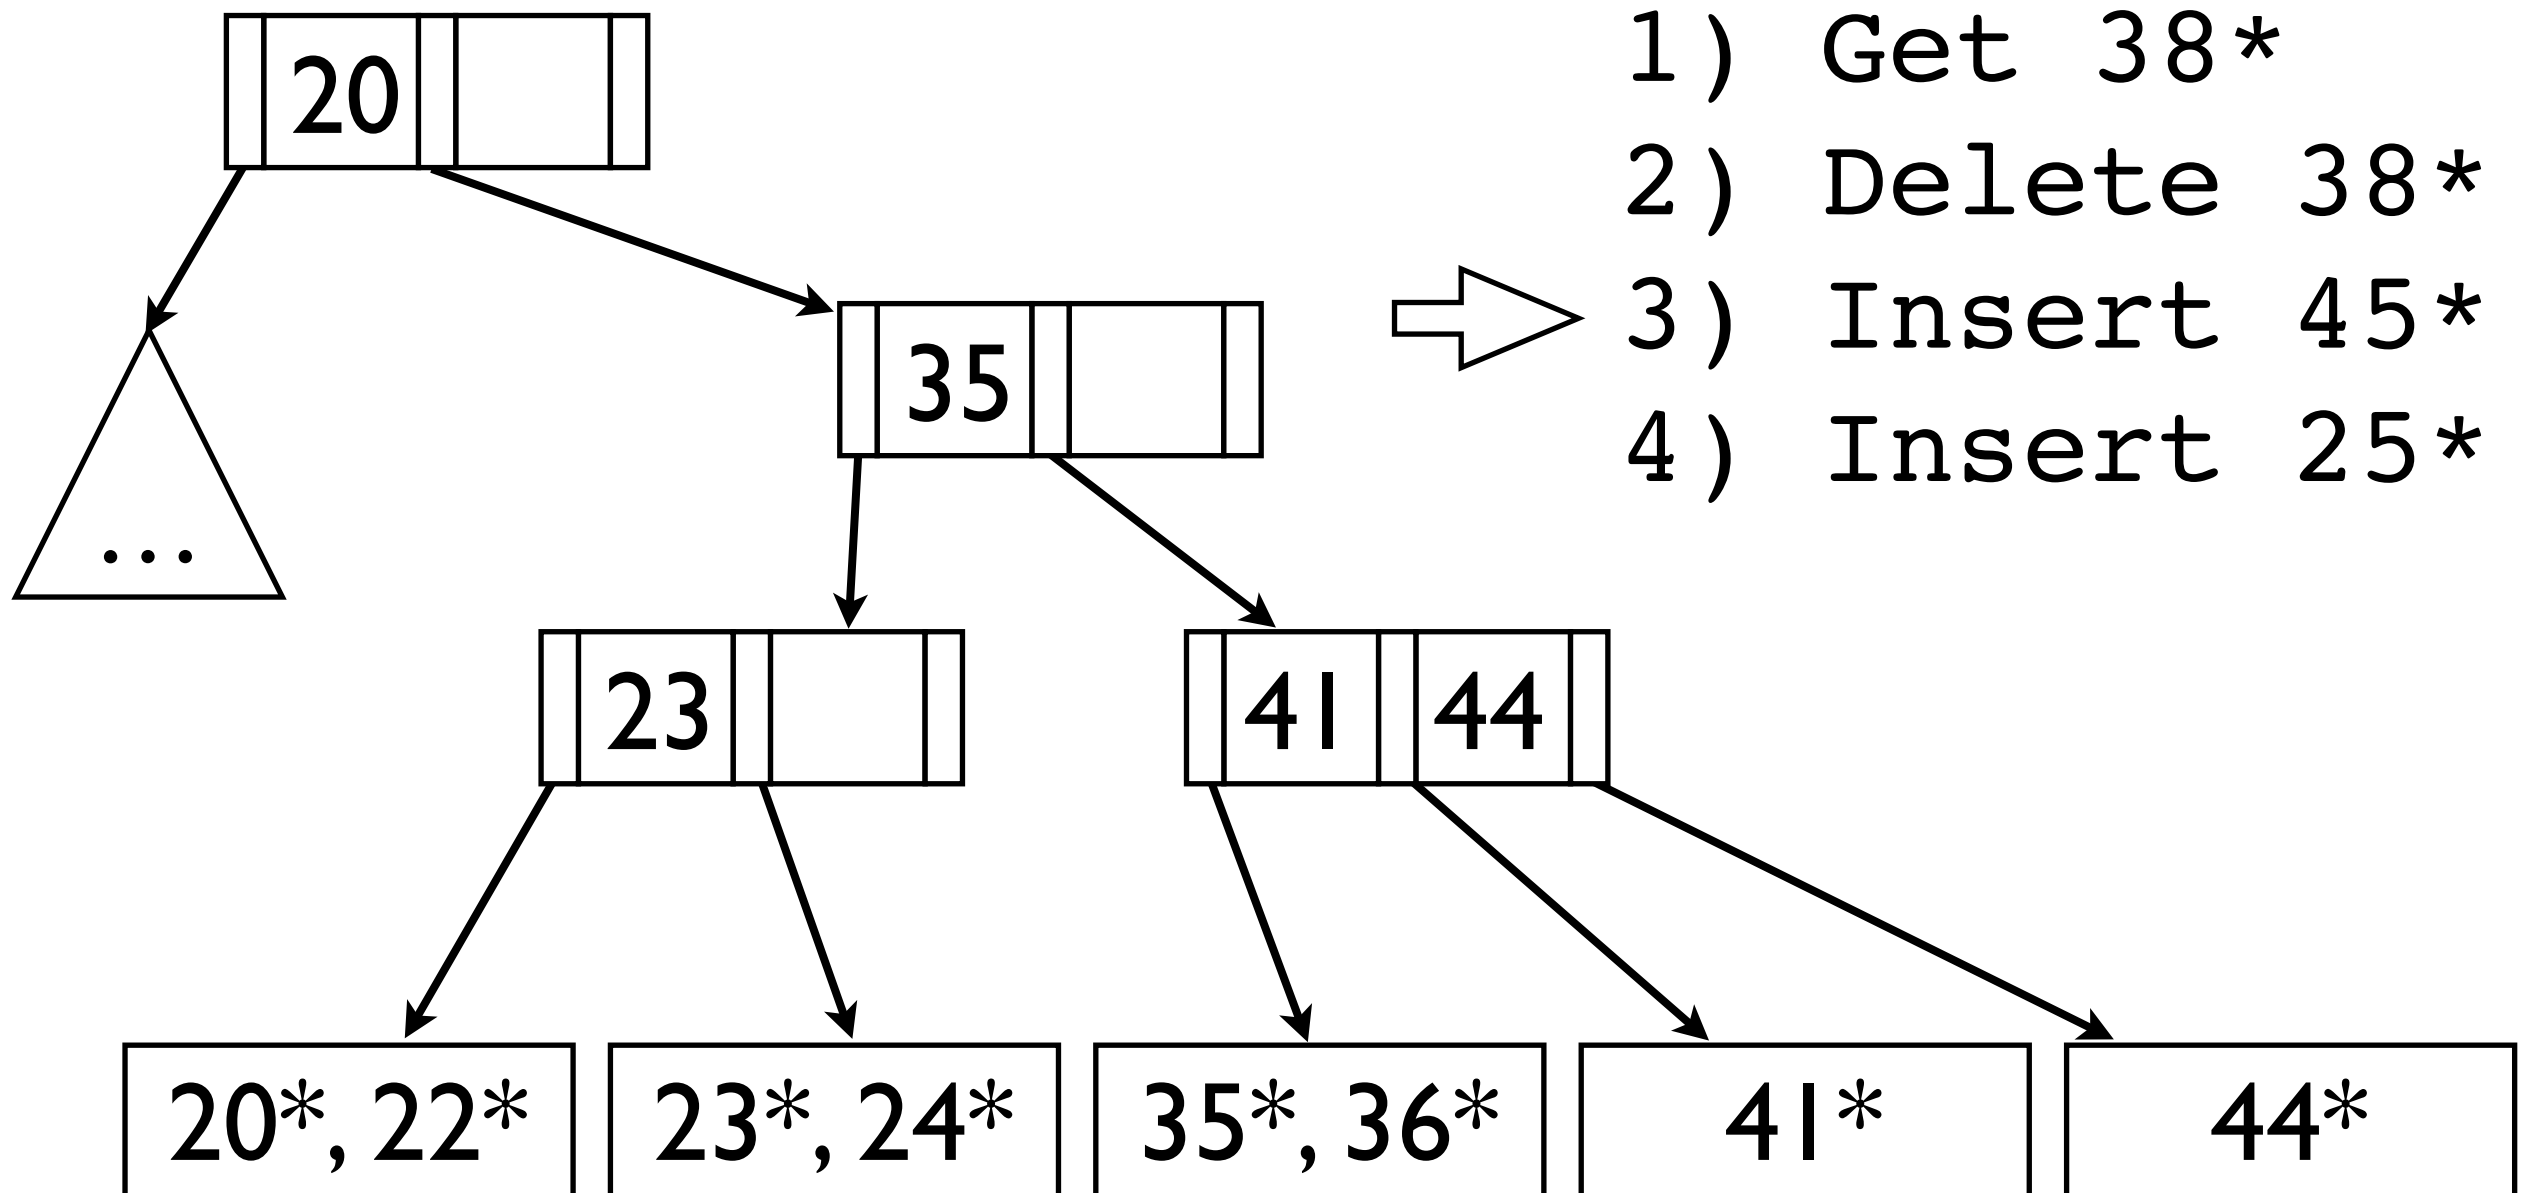 1) Get 38*
2) Delete 38*
3) Insert 45*
4) Insert 25*
20
35
23
41 44
20*, 22* 23*, 24* 35*, 36* 41* 44*
...